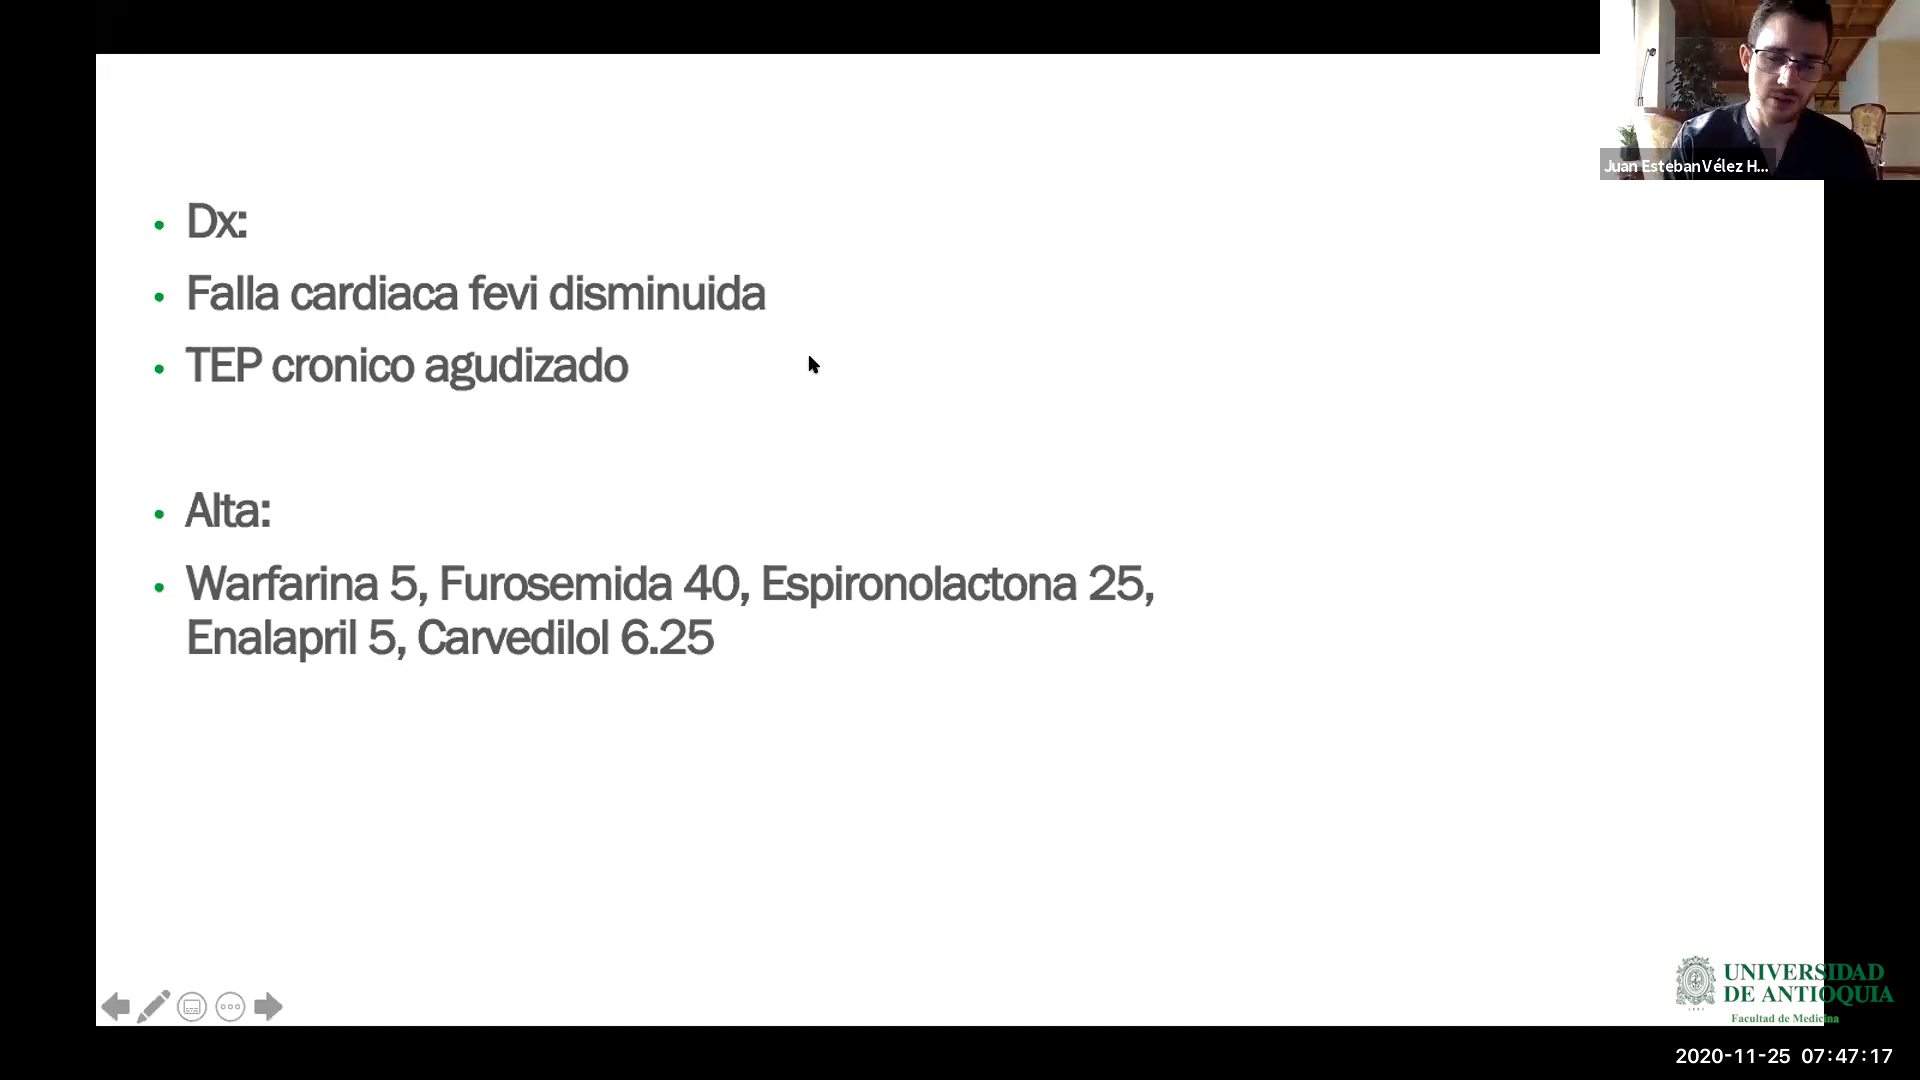 Juan Esteban Vélez H...
Dx:
Falla cardiaca fevi disminuida
TEP cronico agudizado
Alta:
Warfarina 5, Furosemida 40, Espironolactona 25,
Enalapril 5, Carvedilol 6.25
UNIVERSIDAD
DE ANTIOQUIA
Facultad de Medicina
2020-11-25 07:47:17